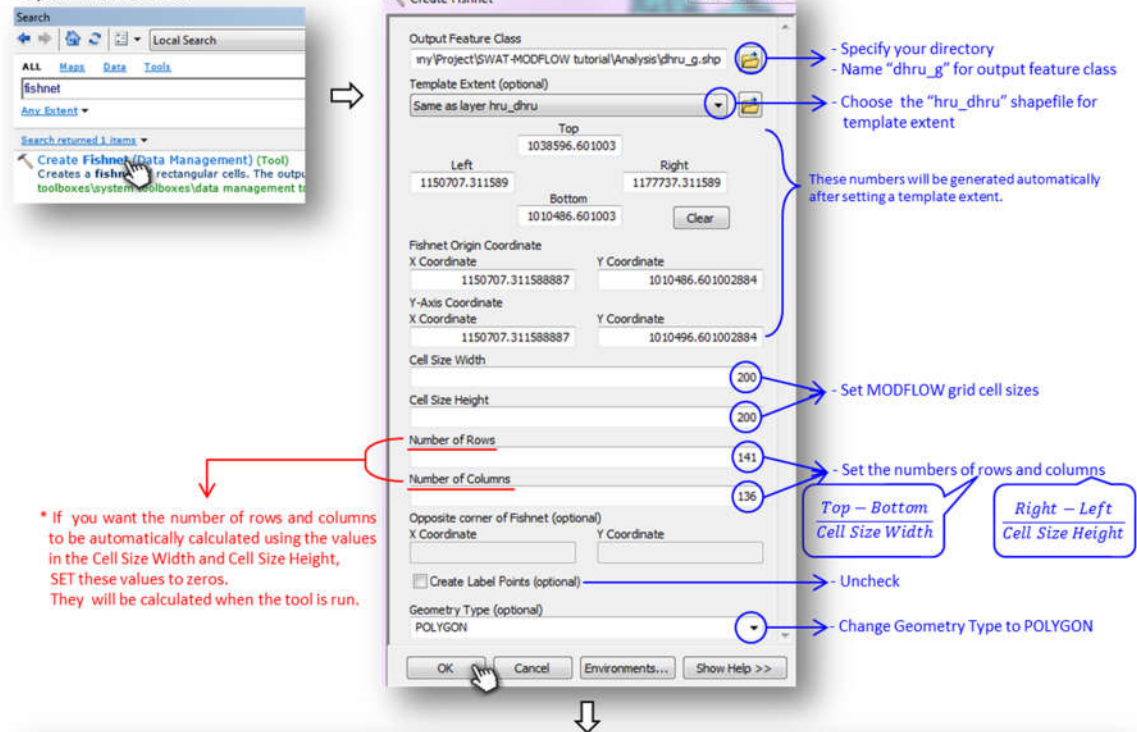 Search
Local Search
ALL Maps Data Tools
fishnet
Any Extent
Search returned 1 items
Create Fishnet (Data Management) (Tool)
Creates a fishnet rectangular cells. The outpu
toolboxes\system toolboxes\data management to
Create Fishnet
Output Feature Class
ny\Project\SWAT-MODFLOW tutorial\Analysis\dhru_g.shp
Template Extent (optional)
Same as layer hru_dhru
Top
1038596.601003
Left
Right
1150707.311589
1177737.311589
Bottom
1010486.601003
Clear
Fishnet Origin Coordinate
X Coordinate
Y Coordinate
1150707.311588887
1010486.601002884
Y-Axis Coordinate
X Coordinate
Y Coordinate
1150707.311588887
1010496.601002884
Cell Size Width
200
Cell Size Height
200
Number of Rows
141
Number of Columns
136
Opposite corner of Fishnet (optional)
X Coordinate
Y Coordinate
Create Label Points (optional)
Geometry Type (optional)
POLYGON
OK
Cancel
Environments...
Show Help >>
- Specify your directory
- Name "dhru_g" for output feature class
- Choose the "hru_dhru" shapefile for
template extent
These numbers will be generated automatically
after setting a template extent.
- Set MODFLOW grid cell sizes
- Set the numbers of rows and columns
Top − Bottom
Cell Size Width
Right − Left
Cell Size Height
- Uncheck
- Change Geometry Type to POLYGON
* If you want the number of rows and columns
to be automatically calculated using the values
in the Cell Size Width and Cell Size Height,
SET these values to zeros.
They will be calculated when the tool is run.